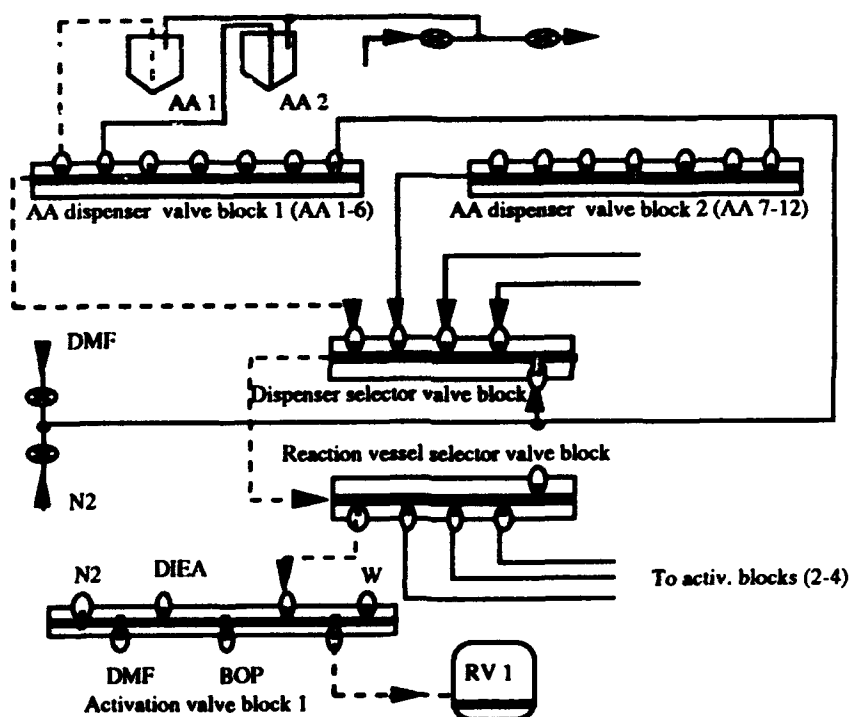 AA 1
AA 2
AA dispenser valve block 1 (AA 1-6)
AA dispenser valve block 2 (AA 7-12)
DMF
Dispenser selector valve block
Reaction vessel selector valve block
N2
N2
DIEA
W
To activ. blocks (2-4)
DMF
BOP
RV 1
Activation valve block 1